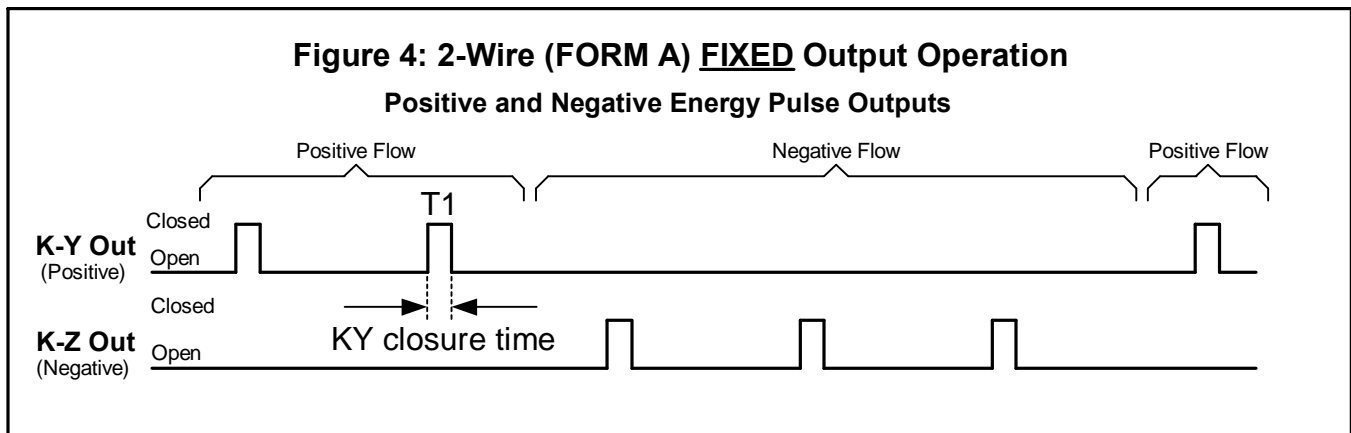 Figure 4: 2-Wire (FORM A) FIXED Output Operation
Positive and Negative Energy Pulse Outputs
Positive Flow
Negative Flow
Positive Flow
T1
Closed
K-Y Out
Open
(Positive)
Closed
KY closure time
K-Z Out
Open
(Negative)